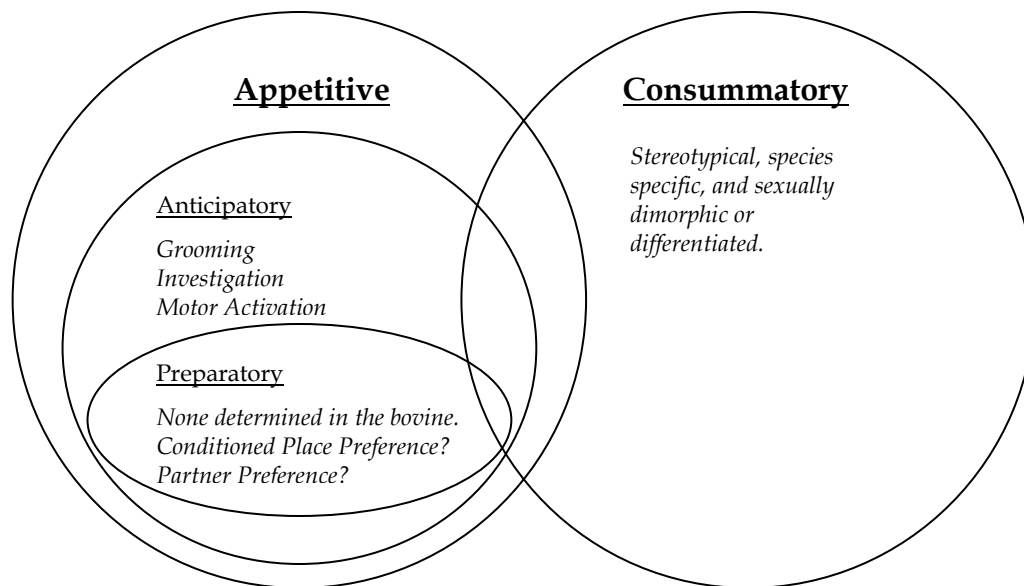 Appetitive
Anticipatory
Grooming
Investigation
Motor Activation
Preparatory
None determined in the bovine.
Conditioned Place Preference?
Partner Preference?
Consummatory
Stereotypical, species
specific, and sexually
dimorphic or
differentiated.